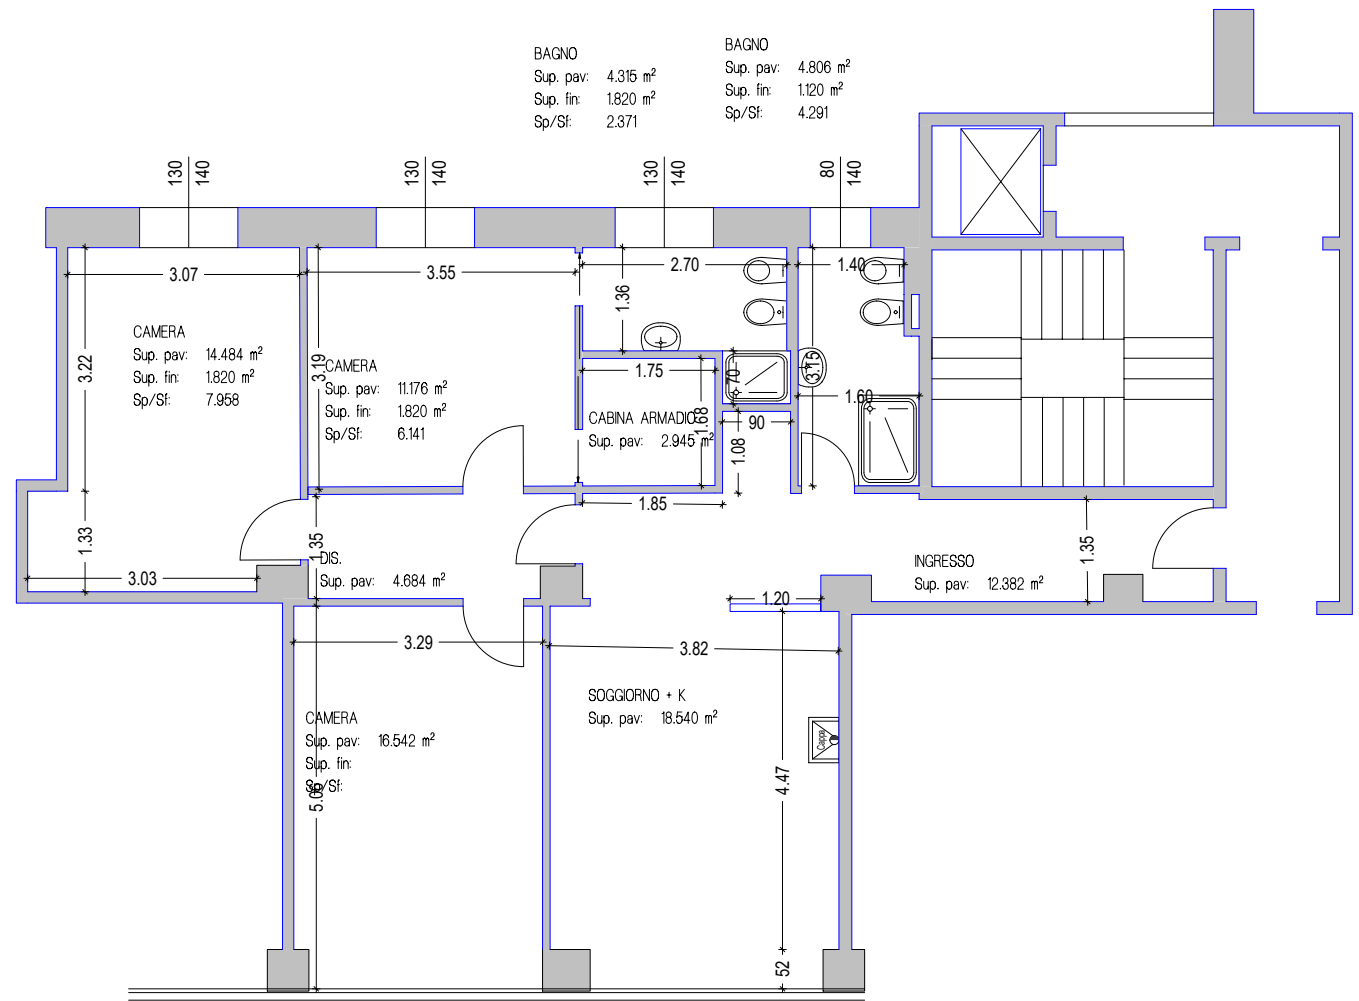 BAGNO
Sup. pav: 4.315 m²
Sup. fin: 1.820 m²
Sp/Sf: 2.371
BAGNO
Sup. pav: 4.806 m²
Sup. fin: 1.120 m²
Sp/Sf: 4.291
130
140
130
140
130
140
80
140
3.07
3.55
2.70
1.40
1.36
3.22
3.19
3.15
CAMERA
Sup. pav: 14.484 m²
Sup. fin: 1.820 m²
Sp/Sf: 7.958
CAMERA
Sup. pav: 11.176 m²
Sup. fin: 1.820 m²
Sp/Sf: 6.141
1.75
70
1.60
CABINA ARMADIO
Sup. pav: 2.945 m²
1.68
90
1.08
1.85
1.33
1.35
1.35
3.03
DIS.
Sup. pav: 4.684 m²
INGRESSO
Sup. pav: 12.382 m²
1.20
3.29
3.82
SOGGIORNO + K
Sup. pav: 18.540 m²
CAMERA
Sup. pav: 16.542 m²
Sup. fin:
Sp/Sf:
Cappa
4.47
5.06
52